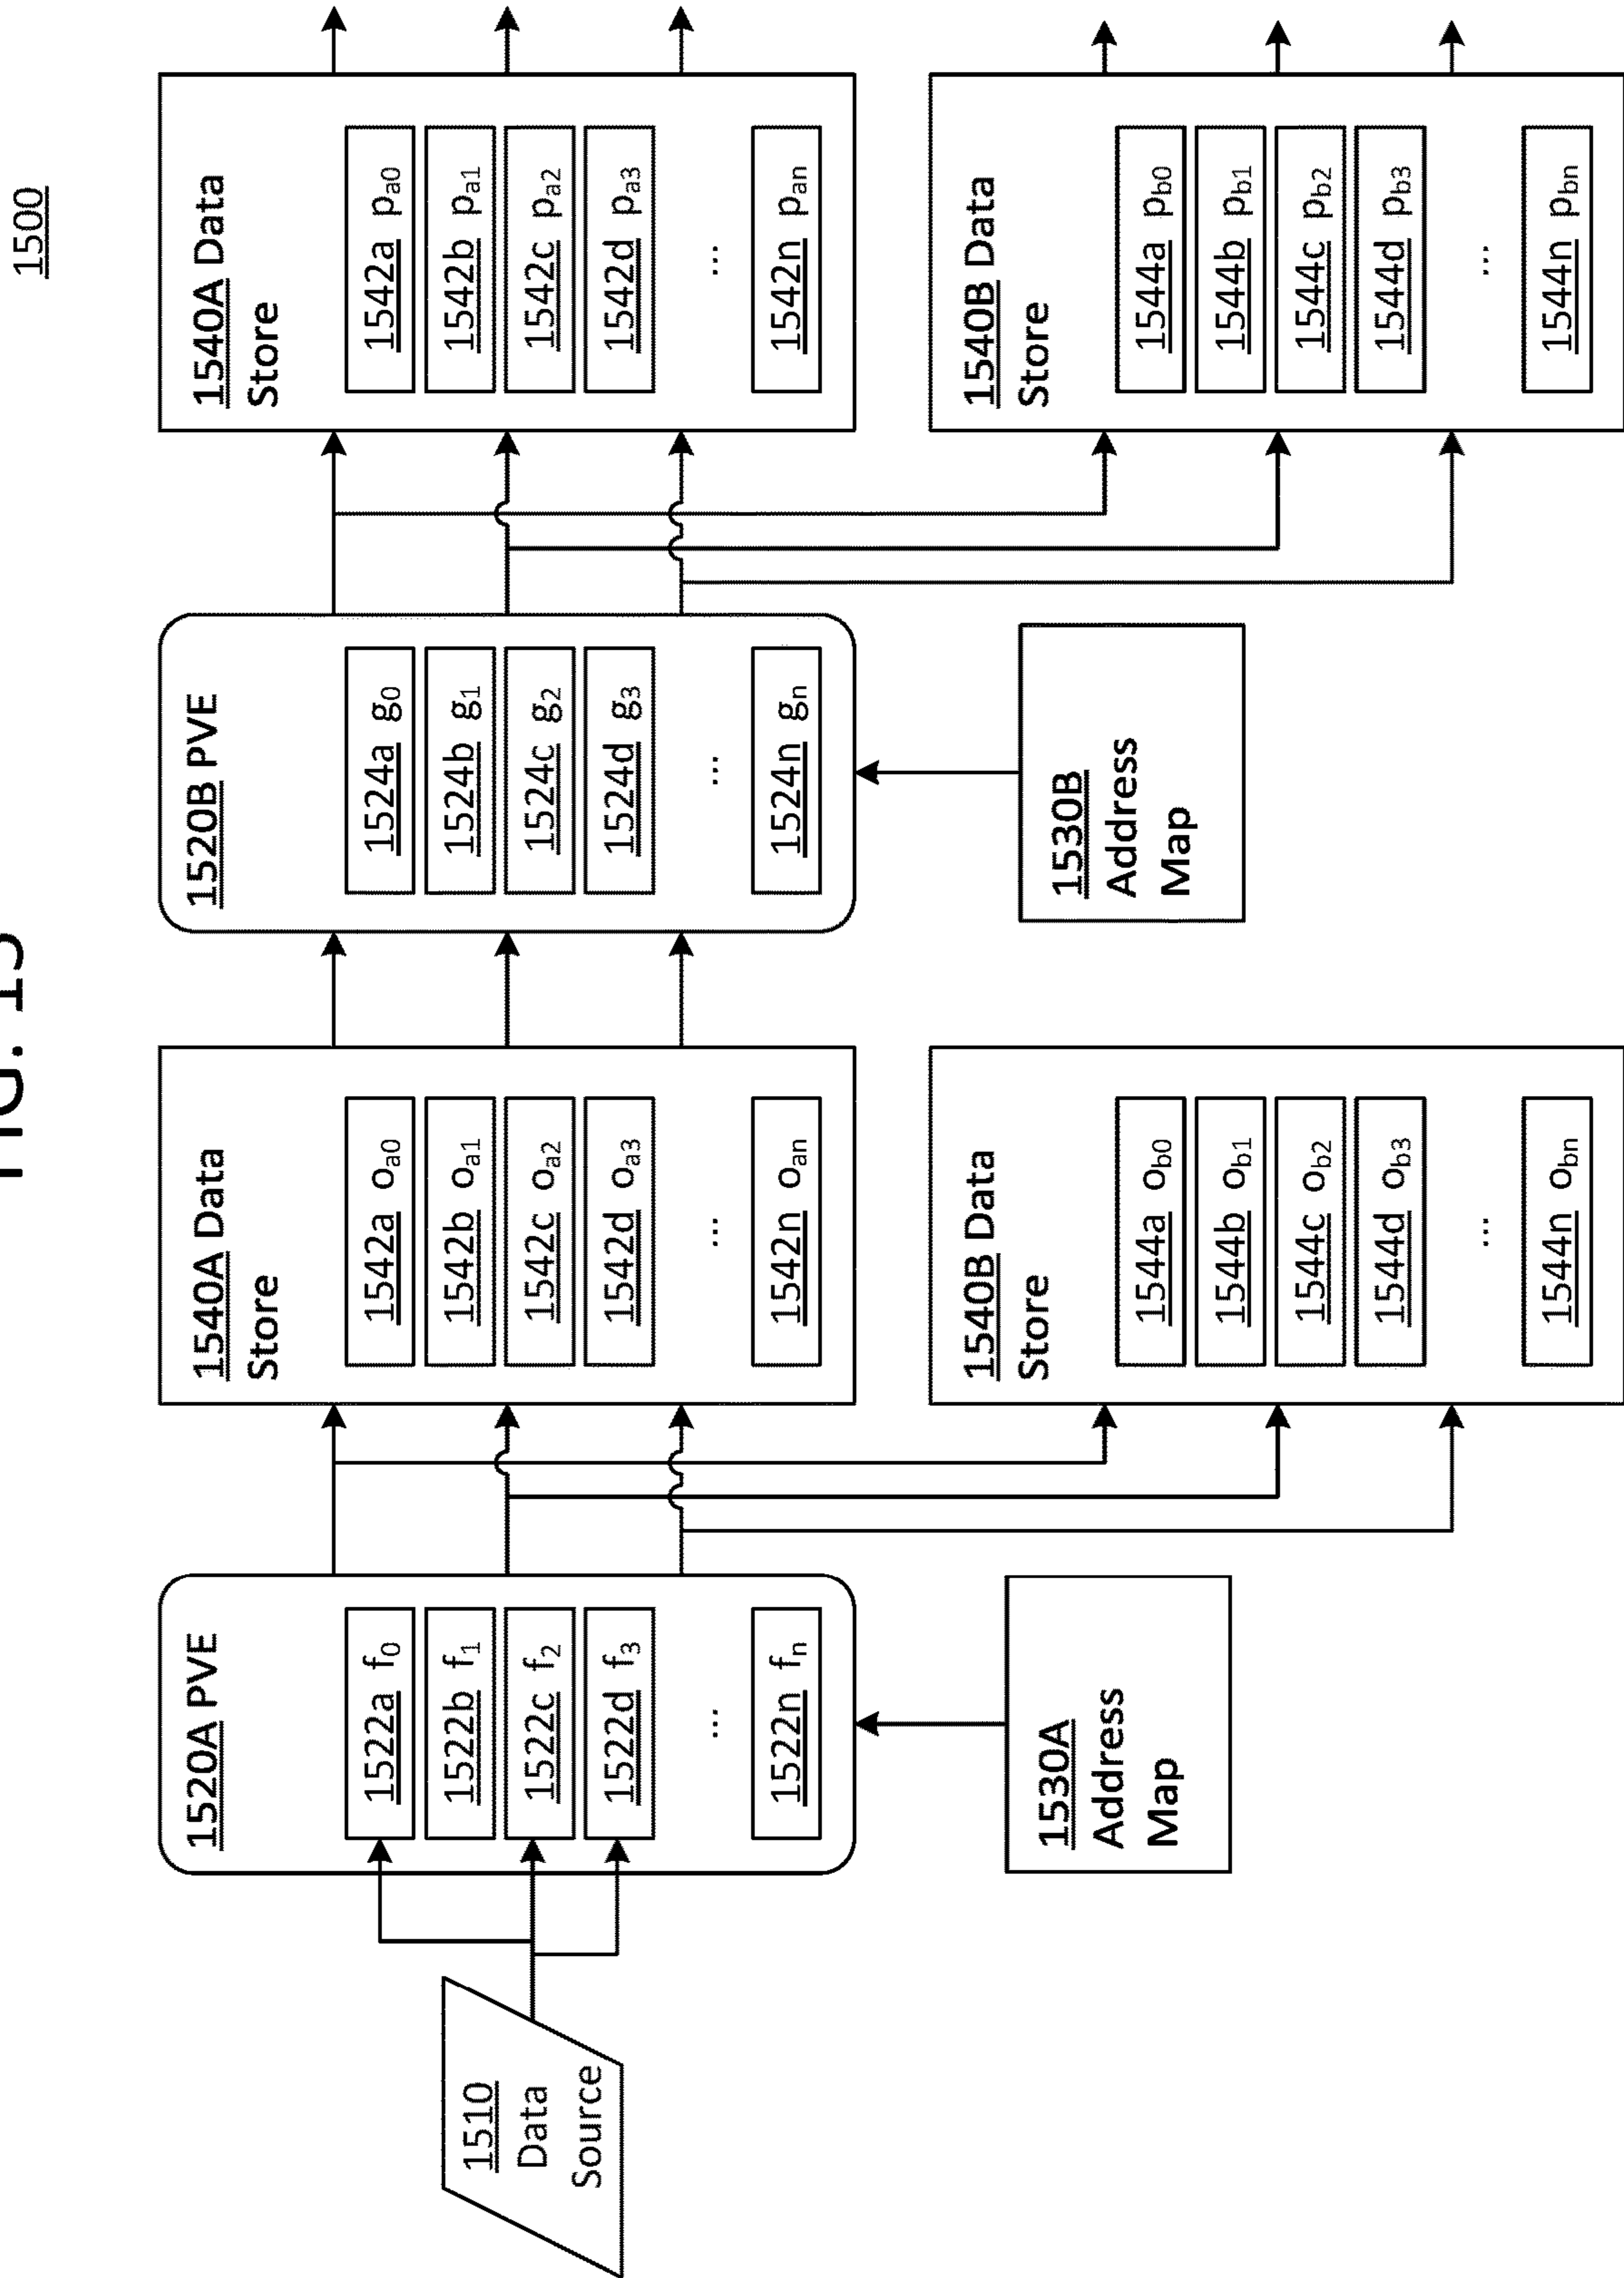 FIG. 15
1500
1510
Data
Source
1520A PVE
1522a f0
1522b f1
1522c f2
1522d f3
...
1522n fn
1530A
Address
Map
1540A Data
Store
1542a oa0
1542b oa1
1542c oa2
1542d oa3
...
1542n oan
1540B Data
Store
1544a ob0
1544b ob1
1544c ob2
1544d ob3
...
1544n obn
1520B PVE
1524a g0
1524b g1
1524c g2
1524d g3
...
1524n gn
1530B
Address
Map
1540A Data
Store
1542a pa0
1542b pa1
1542c pa2
1542d pa3
...
1542n pan
1540B Data
Store
1544a pb0
1544b pb1
1544c pb2
1544d pb3
...
1544n pbn